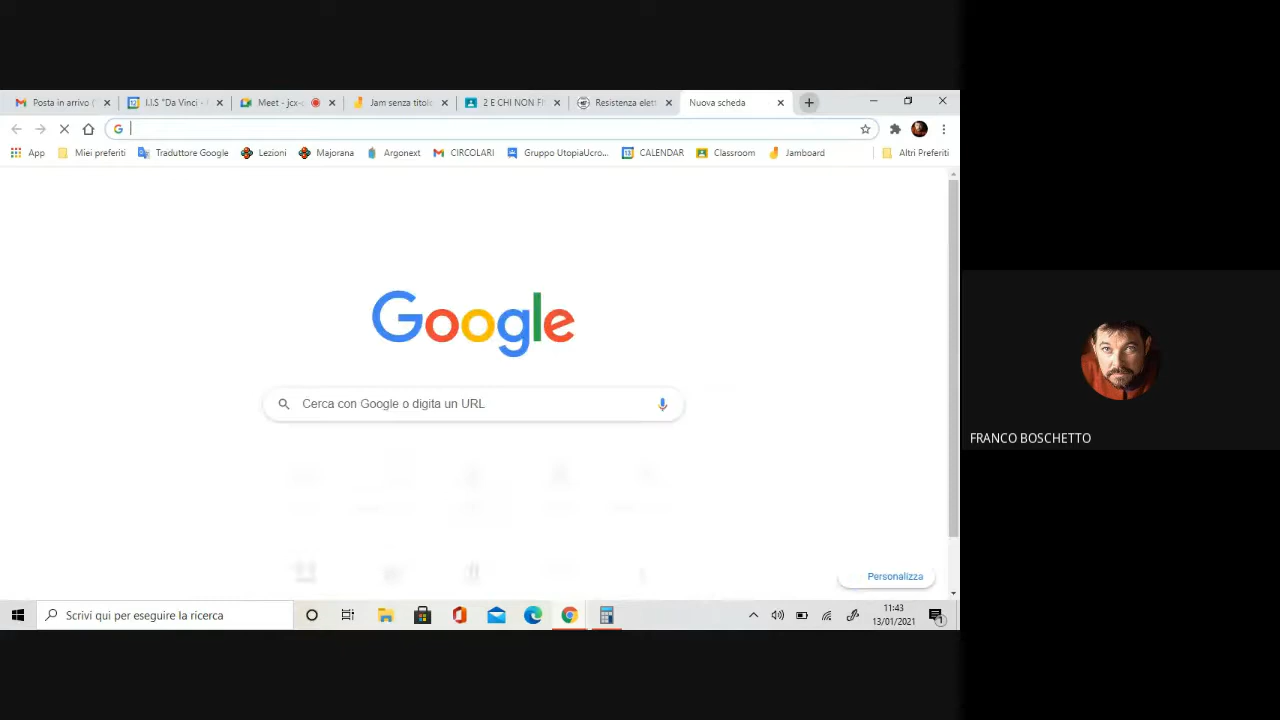 Posta in arrivo (
I.I.S "Da Vinci -
Meet - jcx-
Jam senza titolo
2 E CHI NON
Resistenza elett
Nuova scheda
App
Miei preferiti
Traduttore Google
Lezioni
Majorana
Argonext
CIRCOLARI
Gruppo UtopiaUcro...
CALENDAR
Classroom
Jamboard
Altri Preferiti
Google
Cerca con Google o digita un URL
Personalizza
FRANCO BOSCHETTO
Scrivi qui per eseguire la ricerca
11:43
13/01/2021
1